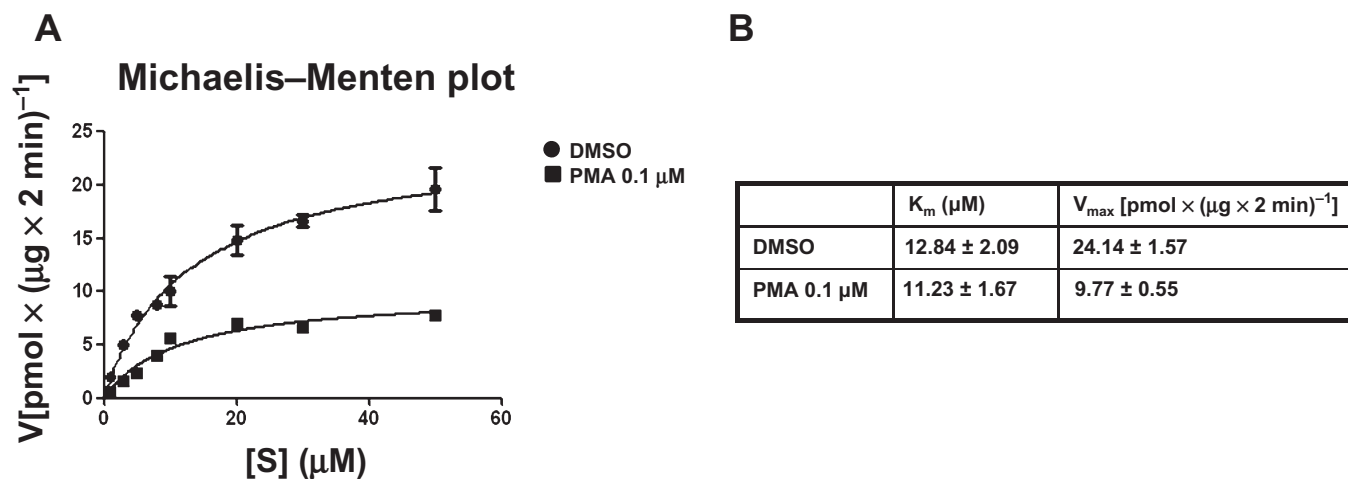 A
Michaelis–Menten plot
V[pmol × (μg × 2 min)⁻¹]
25
20
15
10
5
0
0 20 40 60
[S] (μM)
DMSO
PMA 0.1 μM
B
Km (μM) Vmax [pmol × (μg × 2 min)⁻¹]
DMSO 12.84 ± 2.09 24.14 ± 1.57
PMA 0.1 μM 11.23 ± 1.67 9.77 ± 0.55